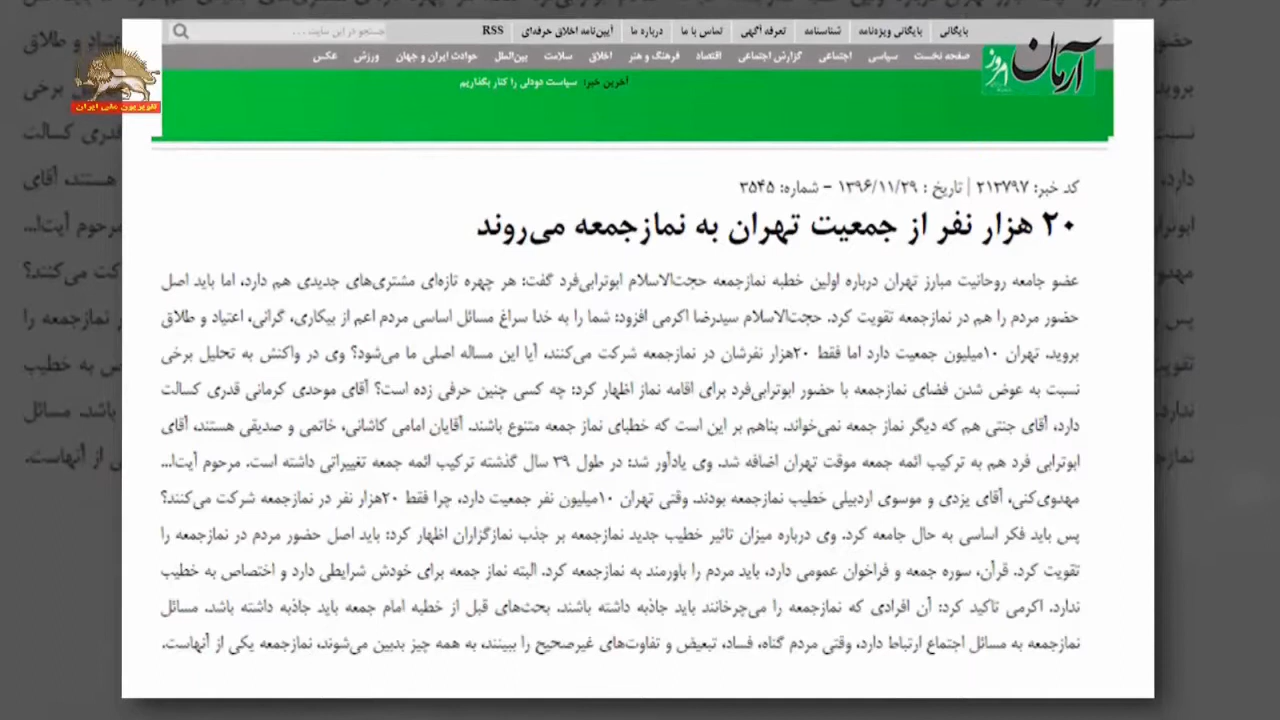 بایگانی بایگانی ویژه‌نامه شناسنامه تعرفه آگهی تماس با ما درباره ما آیین‌نامه اخلاق حرفه‌ای RSS
جستجو در این سایت ...
صفحه نخست سیاسی اجتماعی گزارش اجتماعی اقتصاد فرهنگ و هنر اخلاق سلامت بین‌الملل حوادث ایران و جهان ورزش عکس
آرمان امروز
آخرین خبر: سیاست دودلی را کنار بگذاریم
تلویزیون ملی ایران
کد خبر: ۲۱۳۷۹۷ | تاریخ : ۱۳۹۶/۱۱/۲۹ - شماره: ۳۵۴۵
۲۰ هزار نفر از جمعیت تهران به نمازجمعه می‌روند
عضو جامعه روحانیت مبارز تهران درباره اولین خطبه نمازجمعه حجت‌الاسلام ابوترابی‌فرد گفت: هر چهره تازه‌ای مشتری‌های جدیدی هم دارد، اما باید اصل
حضور مردم را هم در نمازجمعه تقویت کرد. حجت‌الاسلام سیدرضا اکرمی افزود: شما را به خدا سراغ مسائل اساسی مردم اعم از بیکاری، گرانی، اعتیاد و طلاق
بروید. تهران ۱۰میلیون جمعیت دارد اما فقط ۲۰هزار نفرشان در نمازجمعه شرکت می‌کنند، آیا این مساله اصلی ما می‌شود؟ وی در واکنش به تحلیل برخی
نسبت به عوض شدن فضای نمازجمعه با حضور ابوترابی‌فرد برای اقامه نماز اظهار کرد: چه کسی چنین حرفی زده است؟ آقای موحدی کرمانی قدری کسالت
دارد، آقای جنتی هم که دیگر نماز جمعه نمی‌خواند. بناهم بر این است که خطبای نماز جمعه متنوع باشند. آقایان امامی کاشانی، خاتمی و صدیقی هستند، آقای
ابوترابی فرد هم به ترکیب ائمه جمعه موقت تهران اضافه شد. وی یادآور شد: در طول ۳۹ سال گذشته ترکیب ائمه جمعه تغییراتی داشته است. مرحوم آیت‌ا...
مهدوی‌کنی، آقای یزدی و موسوی اردبیلی خطیب نمازجمعه بودند. وقتی تهران ۱۰میلیون نفر جمعیت دارد، چرا فقط ۲۰هزار نفر در نمازجمعه شرکت می‌کنند؟
پس باید فکر اساسی به حال جامعه کرد. وی درباره میزان تاثیر خطیب جدید نمازجمعه بر جذب نمازگزاران اظهار کرد: باید اصل حضور مردم در نمازجمعه را
تقویت کرد. قرآن، سوره جمعه و فراخوان عمومی دارد، باید مردم را باورمند به نمازجمعه کرد. البته نماز جمعه برای خودش شرایطی دارد و اختصاص به خطیب
ندارد. اکرمی تاکید کرد: آن افرادی که نمازجمعه را می‌چرخانند باید جاذبه داشته باشند. بحث‌های قبل از خطبه امام جمعه باید جاذبه داشته باشد. مسائل
نمازجمعه به مسائل اجتماع ارتباط دارد، وقتی مردم گناه، فساد، تبعیض و تفاوت‌های غیرصحیح را ببینند، به همه چیز بدبین می‌شوند، نمازجمعه یکی از آنهاست.